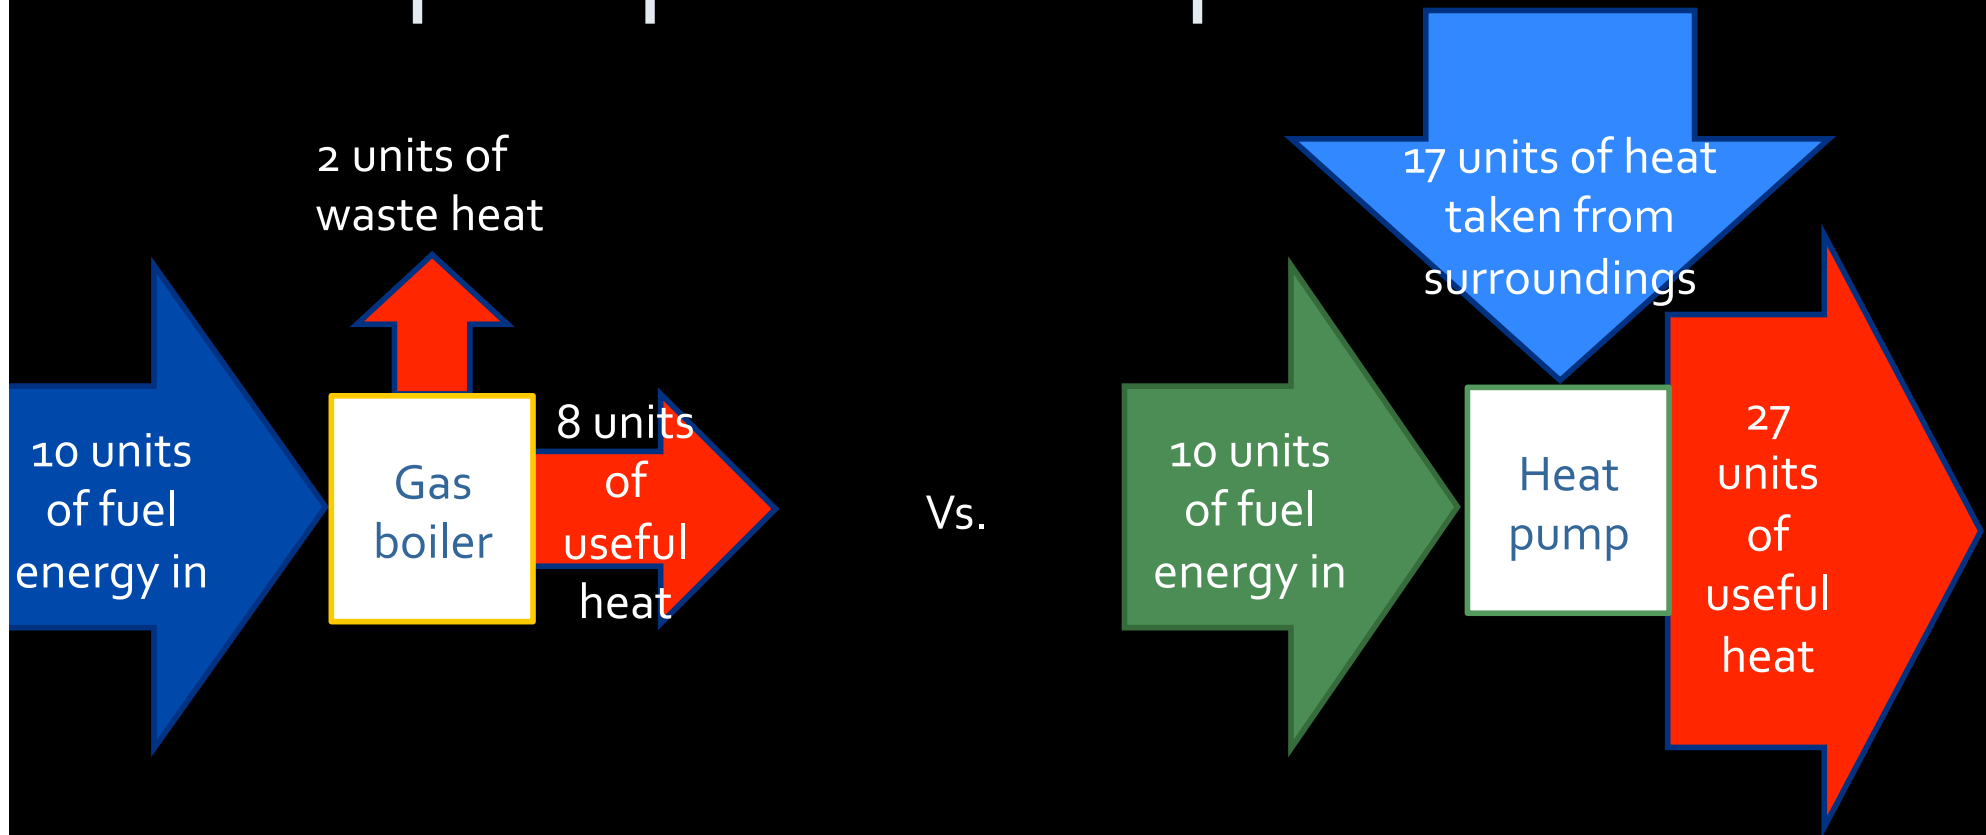 2 units of
waste heat
10 units
of fuel
energy in
Gas
boiler
8 units
of
useful
heat
Vs.
17 units of heat
taken from
surroundings
10 units
of fuel
energy in
Heat
pump
27
units
of
useful
heat